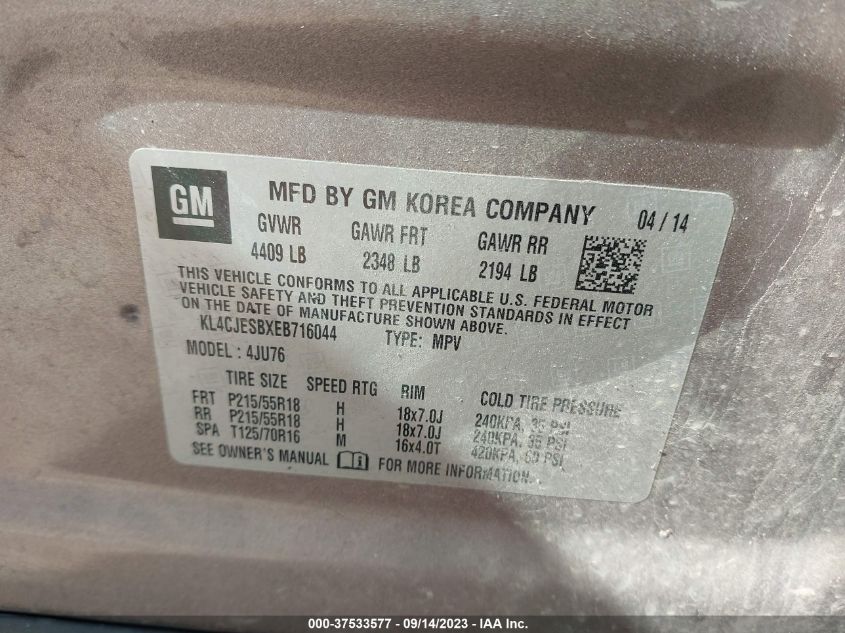 GM
MFD BY GM KOREA COMPANY 04 / 14
GVWR GAWR FRT GAWR RR
4409 LB 2348 LB 2194 LB
THIS VEHICLE CONFORMS TO ALL APPLICABLE U.S. FEDERAL MOTOR
VEHICLE SAFETY AND THEFT PREVENTION STANDARDS IN EFFECT
ON THE DATE OF MANUFACTURE SHOWN ABOVE.
KL4CJESBXEB716044 TYPE: MPV
MODEL : 4JU76
TIRE SIZE SPEED RTG RIM COLD TIRE PRESSURE
FRT P215/55R18 H 18x7.0J 240KPA, 35 PSI
RR P215/55R18 H 18x7.0J 240KPA, 35 PSI
SPA T125/70R16 M 16x4.0T 420KPA, 60 PSI
SEE OWNER'S MANUAL FOR MORE INFORMATION.
000-37533577 / 09/14/2023 - IAA Inc.